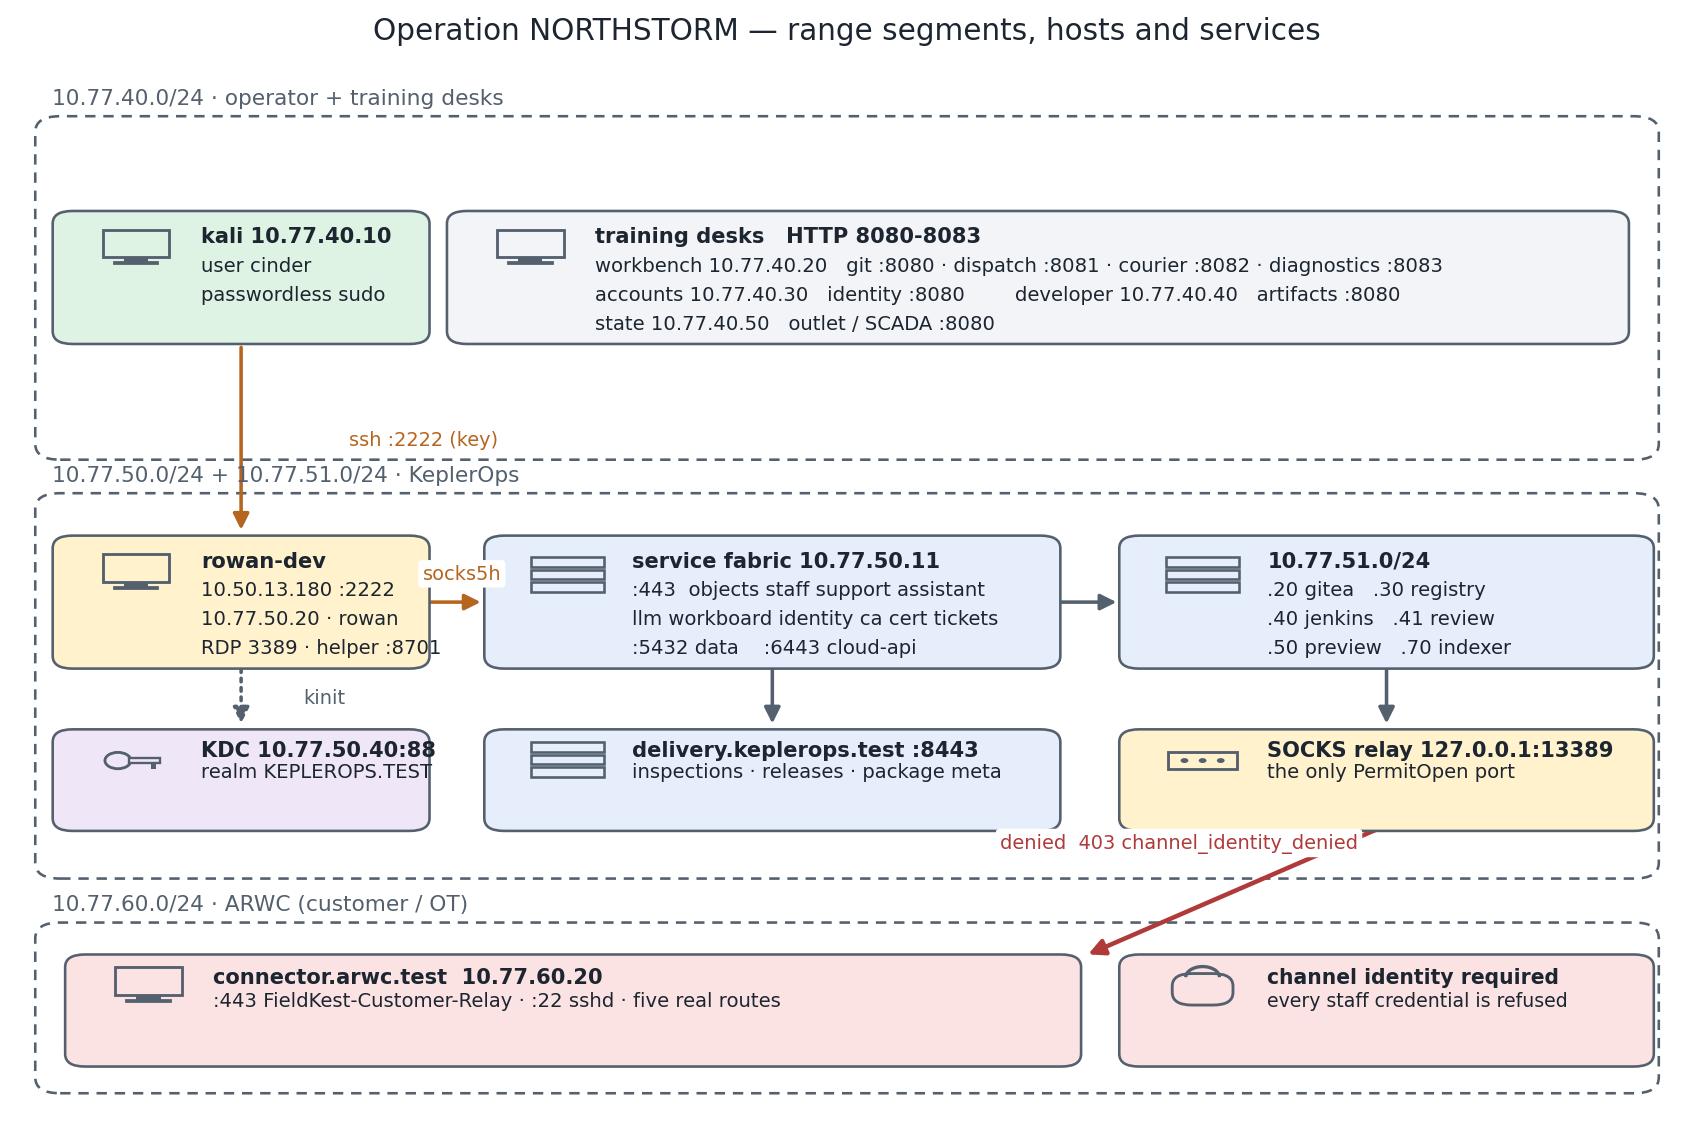 Operation NORTHSTORM — range segments, hosts and services
10.77.40.0/24 · operator + training desks
kali 10.77.40.10
user cinder
passwordless sudo
training desks   HTTP 8080-8083
workbench 10.77.40.20   git :8080 · dispatch :8081 · courier :8082 · diagnostics :8083
accounts 10.77.40.30   identity :8080        developer 10.77.40.40   artifacts :8080
state 10.77.40.50   outlet / SCADA :8080
ssh :2222 (key)
10.77.50.0/24 + 10.77.51.0/24 · KeplerOps
rowan-dev
10.50.13.180 :2222
10.77.50.20 · rowan
RDP 3389 · helper :8701
socks5h
service fabric 10.77.50.11
:443  objects staff support assistant
llm workboard identity ca cert tickets
:5432 data    :6443 cloud-api
10.77.51.0/24
.20 gitea   .30 registry
.40 jenkins   .41 review
.50 preview   .70 indexer
kinit
KDC 10.77.50.40:88
realm KEPLEROPS.TEST
delivery.keplerops.test :8443
inspections · releases · package meta
SOCKS relay 127.0.0.1:13389
the only PermitOpen port
denied  403 channel_identity_denied
10.77.60.0/24 · ARWC (customer / OT)
connector.arwc.test  10.77.60.20
:443 FieldKest-Customer-Relay · :22 sshd · five real routes
channel identity required
every staff credential is refused